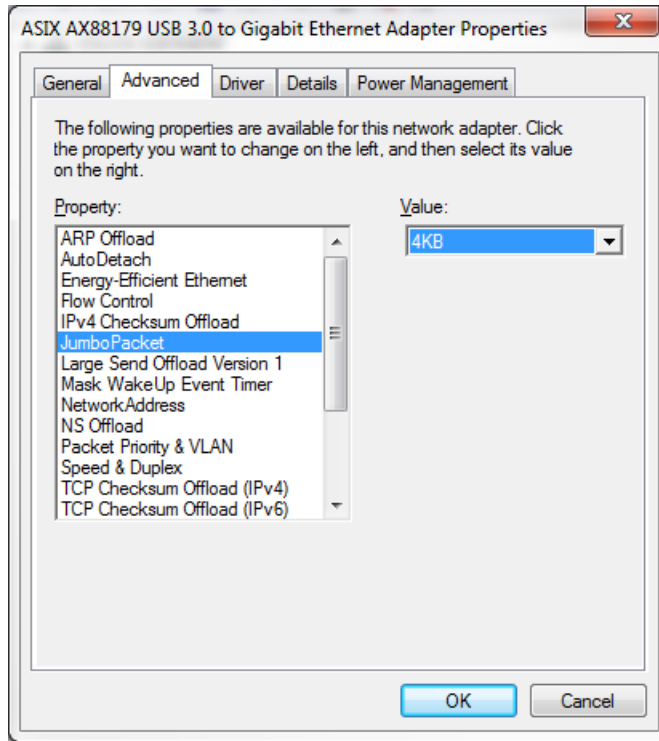 ASIX AX88179 USB 3.0 to Gigabit Ethernet Adapter Properties
General Advanced Driver Details Power Management
The following properties are available for this network adapter. Click
the property you want to change on the left, and then select its value
on the right.
Property:
Value:
ARP Offload
AutoDetach
Energy-Efficient Ethernet
Flow Control
IPv4 Checksum Offload
JumboPacket
Large Send Offload Version 1
Mask WakeUp Event Timer
NetworkAddress
NS Offload
Packet Priority & VLAN
Speed & Duplex
TCP Checksum Offload (IPv4)
TCP Checksum Offload (IPv6)
4KB
OK Cancel